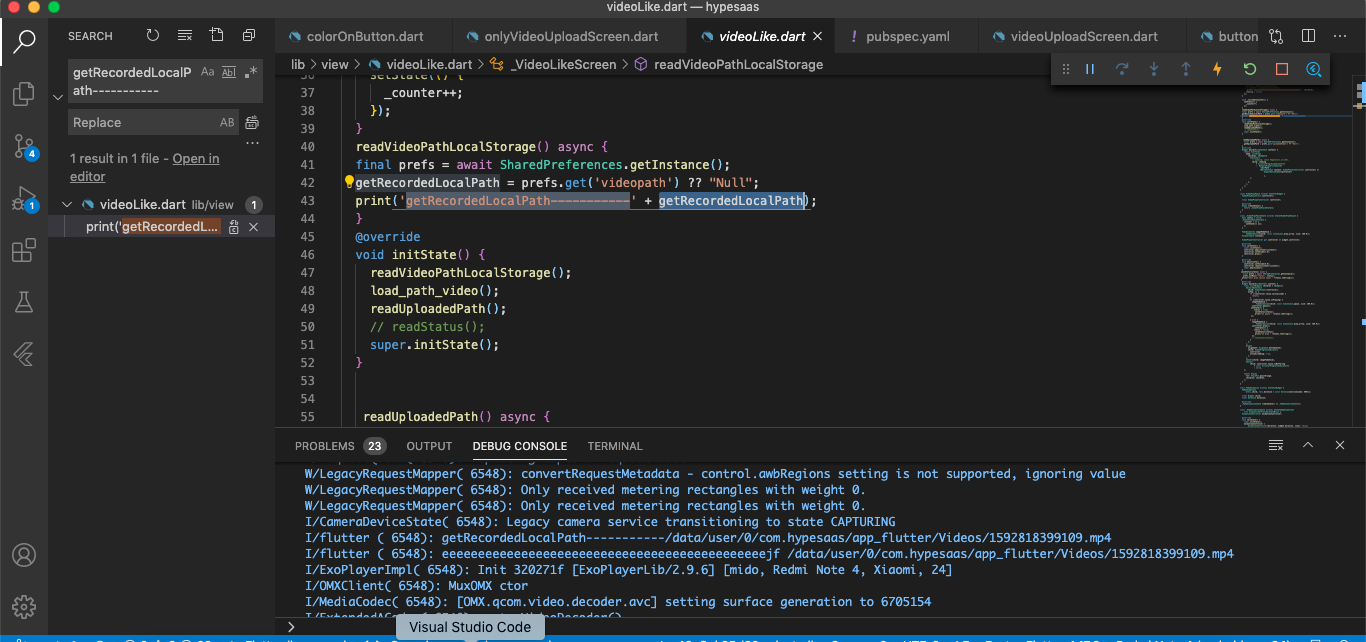 videoLike.dart — hypesaas
SEARCH
colorOnButton.dart
onlyVideoUploadScreen.dart
videoLike.dart
! pubspec.yaml
videoUploadScreen.dart
button
getRecordedLocalP
ath-----------
Aa Abl .*
Replace
AB
1 result in 1 file - Open in
editor
videoLike.dart lib/view 1
print('getRecordedL...
4
1
lib > view > videoLike.dart > _VideoLikeScreen > readVideoPathLocalStorage
36 setState(() {
37 _counter++;
38 });
39 }
40 readVideoPathLocalStorage() async {
41 final prefs = await SharedPreferences.getInstance();
42 getRecordedLocalPath = prefs.get('videopath') ?? "Null";
43 print('getRecordedLocalPath-----------' + getRecordedLocalPath);
44 }
45 @override
46 void initState() {
47 readVideoPathLocalStorage();
48 load_path_video();
49 readUploadedPath();
50 // readStatus();
51 super.initState();
52 }
53
54
55 readUploadedPath() async {
PROBLEMS 23 OUTPUT DEBUG CONSOLE TERMINAL
W/LegacyRequestMapper( 6548): convertRequestMetadata - control.awbRegions setting is not supported, ignoring value
W/LegacyRequestMapper( 6548): Only received metering rectangles with weight 0.
W/LegacyRequestMapper( 6548): Only received metering rectangles with weight 0.
I/CameraDeviceState( 6548): Legacy camera service transitioning to state CAPTURING
I/flutter ( 6548): getRecordedLocalPath-----------/data/user/0/com.hypesaas/app_flutter/Videos/1592818399109.mp4
I/flutter ( 6548): eeeeeeeeeeeeeeeeeeeeeeeeeeeeeeeeeeeeeeeeeeeeejf /data/user/0/com.hypesaas/app_flutter/Videos/1592818399109.mp4
I/ExoPlayerImpl( 6548): Init 320271f [ExoPlayerLib/2.9.6] [mido, Redmi Note 4, Xiaomi, 24]
I/OMXClient( 6548): MuxOMX ctor
I/MediaCodec( 6548): [OMX.qcom.video.decoder.avc] setting surface generation to 6705154
Visual Studio Code